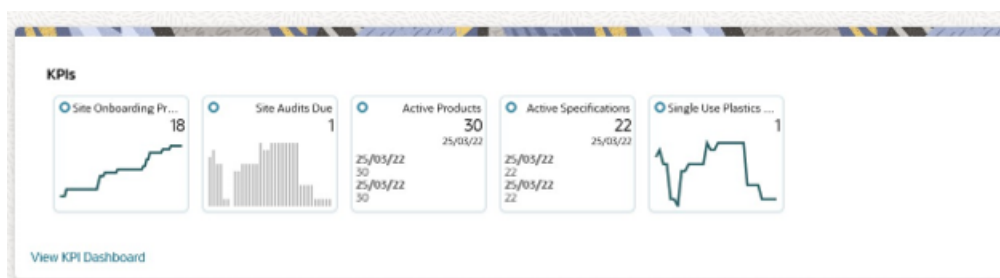 KPIs
Site Onboarding Pr...
18
Site Audits Due
1
Active Products
30
25/03/22
25/03/22
30
25/03/22
30
Active Specifications
22
25/03/22
25/03/22
22
25/03/22
22
Single Use Plastics ...
1
View KPI Dashboard